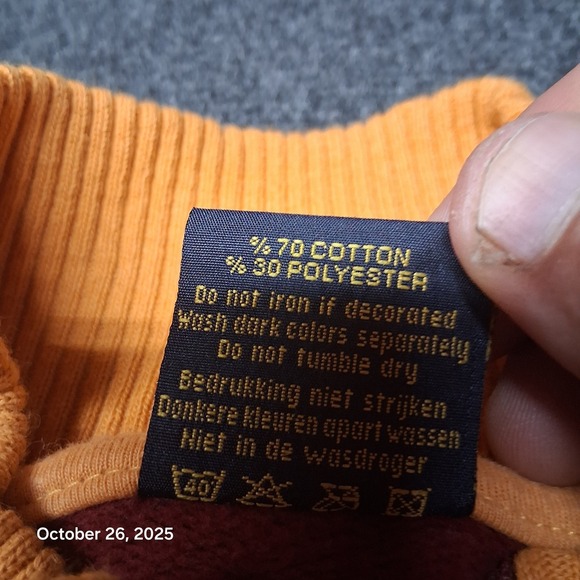 % 70 COTTON
% 30 POLYESTER
Do not iron if decorated
Wash dark colors separately
Do not tumble dry
Bedrukking niet strijken
Donkere kleuren apart wassen
Niet in de wasdroger
40
October 26, 2025